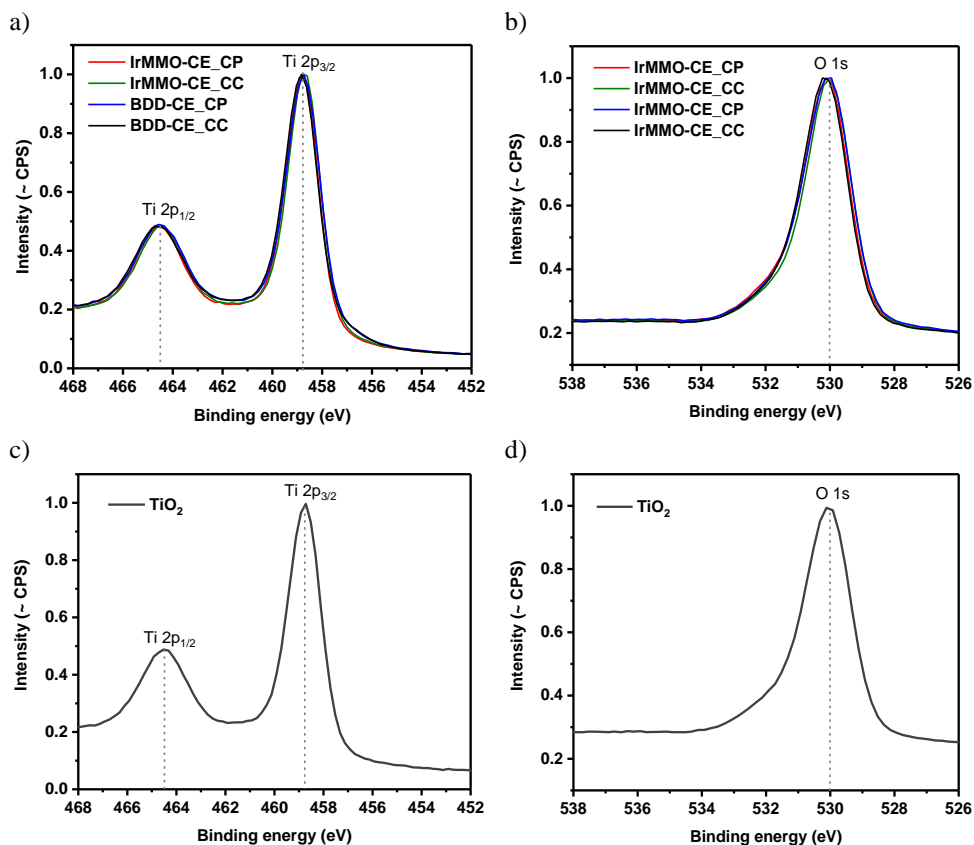 a)
IrMMO-CE_CP
IrMMO-CE_CC
BDD-CE_CP
BDD-CE_CC
Ti 2p3/2
Ti 2p1/2
1.0
0.8
0.6
0.4
0.2
0.0
Intensity (~ CPS)
468 466 464 462 460 458 456 454 452
Binding energy (eV)
b)
IrMMO-CE_CP
IrMMO-CE_CC
IrMMO-CE_CP
IrMMO-CE_CC
O 1s
1.0
0.8
0.6
0.4
0.2
Intensity (~ CPS)
538 536 534 532 530 528 526
Binding energy (eV)
c)
TiO2
Ti 2p3/2
Ti 2p1/2
1.0
0.8
0.6
0.4
0.2
0.0
Intensity (~ CPS)
468 466 464 462 460 458 456 454 452
Binding energy (eV)
d)
TiO2
O 1s
1.0
0.8
0.6
0.4
0.2
Intensity (~ CPS)
538 536 534 532 530 528 526
Binding energy (eV)